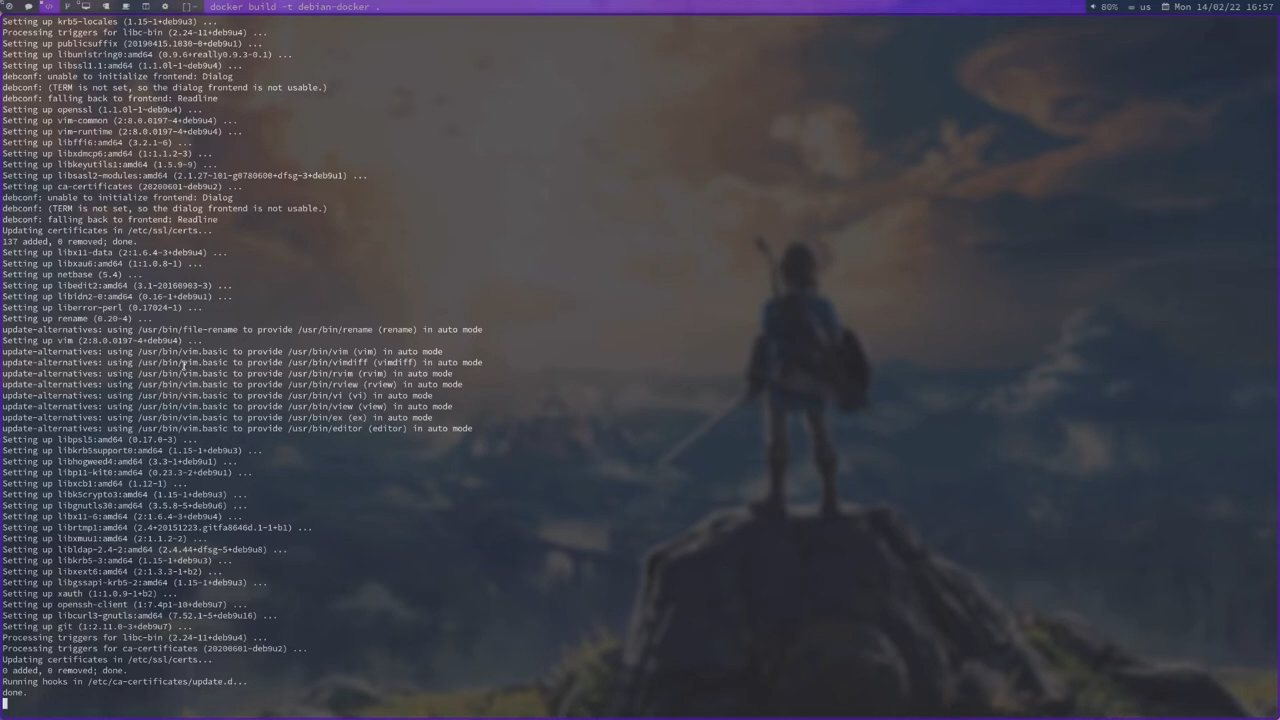 []= docker build -t debian-docker . 80% us Mon 14/02/22 16:57
Setting up krb5-locales (1.15-1+deb9u3) ...
Processing triggers for libc-bin (2.24-11+deb9u4) ...
Setting up publicsuffix (20190415.1030-0+deb9u1) ...
Setting up libunistring0:amd64 (0.9.6+really0.9.3-0.1) ...
Setting up libssl1.1:amd64 (1.1.0l-1~deb9u4) ...
debconf: unable to initialize frontend: Dialog
debconf: (TERM is not set, so the dialog frontend is not usable.)
debconf: falling back to frontend: Readline
Setting up openssl (1.1.0l-1~deb9u4) ...
Setting up vim-common (2:8.0.0197-4+deb9u4) ...
Setting up vim-runtime (2:8.0.0197-4+deb9u4) ...
Setting up libffi6:amd64 (3.2.1-6) ...
Setting up libxdmcp6:amd64 (1:1.1.2-3) ...
Setting up libkeyutils1:amd64 (1.5.9-9) ...
Setting up libsasl2-modules:amd64 (2.1.27~101-g0780600+dfsg-3+deb9u1) ...
Setting up ca-certificates (20200601~deb9u2) ...
debconf: unable to initialize frontend: Dialog
debconf: (TERM is not set, so the dialog frontend is not usable.)
debconf: falling back to frontend: Readline
Updating certificates in /etc/ssl/certs...
137 added, 0 removed; done.
Setting up libx11-data (2:1.6.4-3+deb9u4) ...
Setting up libxau6:amd64 (1:1.0.8-1) ...
Setting up netbase (5.4) ...
Setting up libedit2:amd64 (3.1-20160903-3) ...
Setting up libidn2-0:amd64 (0.16-1+deb9u1) ...
Setting up liberror-perl (0.17024-1) ...
Setting up rename (0.20-4) ...
update-alternatives: using /usr/bin/file-rename to provide /usr/bin/rename (rename) in auto mode
Setting up vim (2:8.0.0197-4+deb9u4) ...
update-alternatives: using /usr/bin/vim.basic to provide /usr/bin/vim (vim) in auto mode
update-alternatives: using /usr/bin/vim.basic to provide /usr/bin/vimdiff (vimdiff) in auto mode
update-alternatives: using /usr/bin/vim.basic to provide /usr/bin/rvim (rvim) in auto mode
update-alternatives: using /usr/bin/vim.basic to provide /usr/bin/rview (rview) in auto mode
update-alternatives: using /usr/bin/vim.basic to provide /usr/bin/vi (vi) in auto mode
update-alternatives: using /usr/bin/vim.basic to provide /usr/bin/view (view) in auto mode
update-alternatives: using /usr/bin/vim.basic to provide /usr/bin/ex (ex) in auto mode
update-alternatives: using /usr/bin/vim.basic to provide /usr/bin/editor (editor) in auto mode
Setting up libpsl5:amd64 (0.17.0-3) ...
Setting up libkrb5support0:amd64 (1.15-1+deb9u3) ...
Setting up libhogweed4:amd64 (3.3-1+deb9u1) ...
Setting up libp11-kit0:amd64 (0.23.3-2+deb9u1) ...
Setting up libxcb1:amd64 (1.12-1) ...
Setting up libk5crypto3:amd64 (1.15-1+deb9u3) ...
Setting up libgnutls30:amd64 (3.5.8-5+deb9u6) ...
Setting up libx11-6:amd64 (2:1.6.4-3+deb9u4) ...
Setting up librtmp1:amd64 (2.4+20151223.gitfa8646d.1-1+b1) ...
Setting up libxmuu1:amd64 (2:1.1.2-2) ...
Setting up libldap-2.4-2:amd64 (2.4.44+dfsg-5+deb9u8) ...
Setting up libkrb5-3:amd64 (1.15-1+deb9u3) ...
Setting up libxext6:amd64 (2:1.3.3-1+b2) ...
Setting up libgssapi-krb5-2:amd64 (1.15-1+deb9u3) ...
Setting up xauth (1:1.0.9-1+b2) ...
Setting up openssh-client (1:7.4p1-10+deb9u7) ...
Setting up libcurl3-gnutls:amd64 (7.52.1-5+deb9u16) ...
Setting up git (1:2.11.0-3+deb9u7) ...
Processing triggers for libc-bin (2.24-11+deb9u4) ...
Processing triggers for ca-certificates (20200601~deb9u2) ...
Updating certificates in /etc/ssl/certs...
0 added, 0 removed; done.
Running hooks in /etc/ca-certificates/update.d...
done.